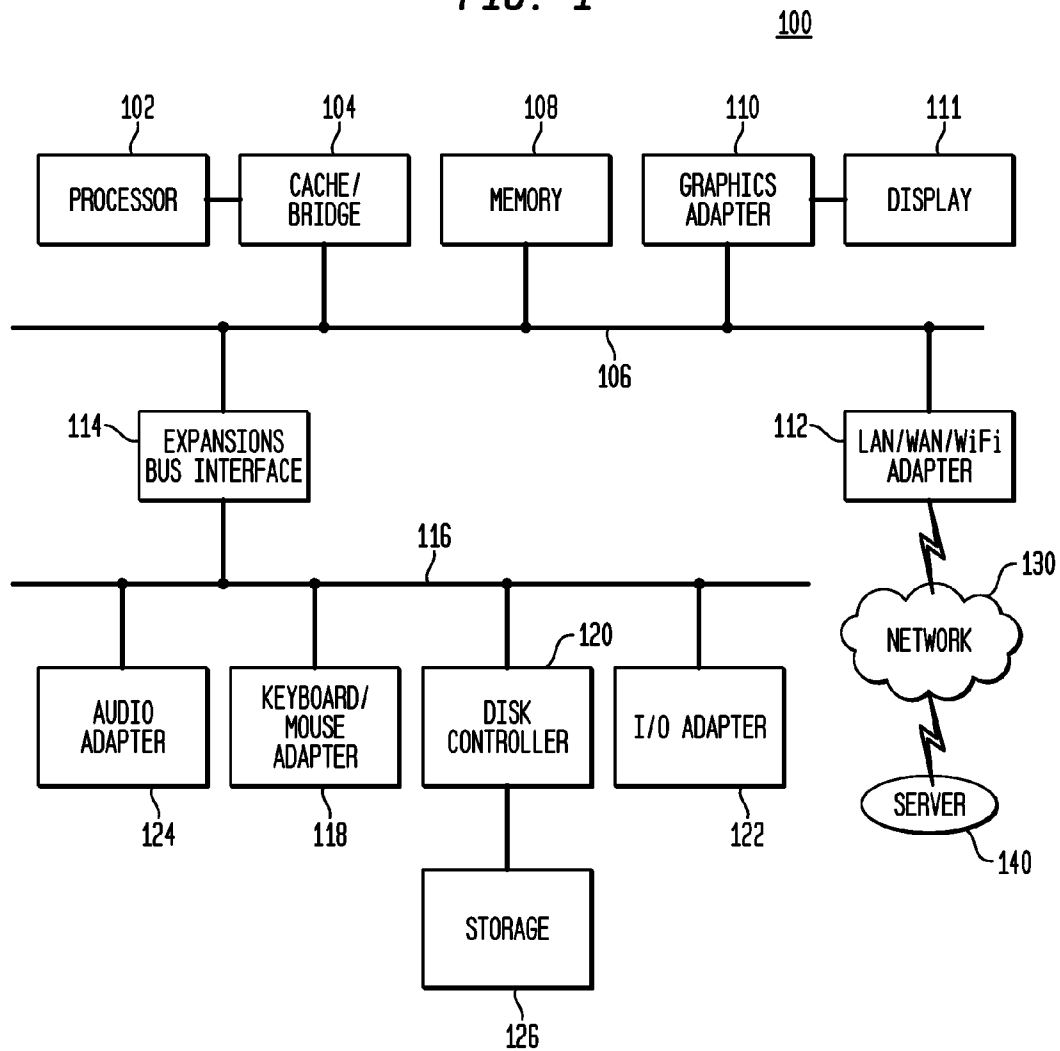 FIG. 1
100
102
104
108
110
111
PROCESSOR
CACHE/
BRIDGE
MEMORY
GRAPHICS
ADAPTER
DISPLAY
106
114
EXPANSIONS
BUS INTERFACE
112
LAN/WAN/WiFi
ADAPTER
116
130
NETWORK
120
AUDIO
ADAPTER
KEYBOARD/
MOUSE
ADAPTER
DISK
CONTROLLER
I/O ADAPTER
124
118
122
SERVER
140
STORAGE
126